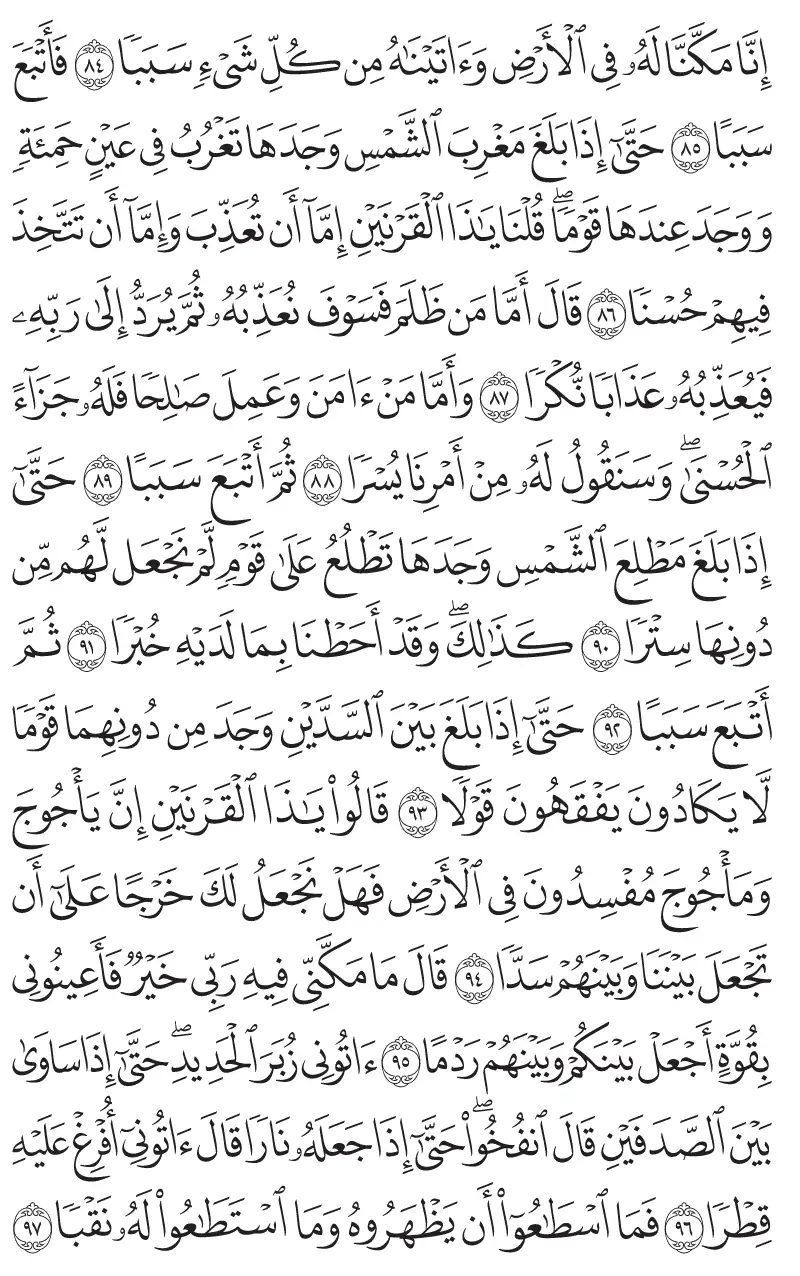 إِنَّا مَكَّنَّا لَهُۥ فِي ٱلۡأَرۡضِ وَءَاتَيۡنَٰهُ مِن كُلِّ شَيۡءٖ سَبَبٗا ٨٤ فَأَتۡبَعَ
سَبَبًا ٨٥ حَتَّىٰٓ إِذَا بَلَغَ مَغۡرِبَ ٱلشَّمۡسِ وَجَدَهَا تَغۡرُبُ فِي عَيۡنٍ حَمِئَةٖ
وَوَجَدَ عِندَهَا قَوۡمٗاۖ قُلۡنَا يَٰذَا ٱلۡقَرۡنَيۡنِ إِمَّآ أَن تُعَذِّبَ وَإِمَّآ أَن تَتَّخِذَ
فِيهِمۡ حُسۡنٗا ٨٦ قَالَ أَمَّا مَن ظَلَمَ فَسَوۡفَ نُعَذِّبُهُۥ ثُمَّ يُرَدُّ إِلَىٰ رَبِّهِۦ
فَيُعَذِّبُهُۥ عَذَابٗا نُّكۡرٗا ٨٧ وَأَمَّا مَنۡ ءَامَنَ وَعَمِلَ صَٰلِحٗا فَلَهُۥ جَزَآءً
ٱلۡحُسۡنَىٰۖ وَسَنَقُولُ لَهُۥ مِنۡ أَمۡرِنَا يُسۡرٗا ٨٨ ثُمَّ أَتۡبَعَ سَبَبًا ٨٩ حَتَّىٰٓ
إِذَا بَلَغَ مَطۡلِعَ ٱلشَّمۡسِ وَجَدَهَا تَطۡلُعُ عَلَىٰ قَوۡمٖ لَّمۡ نَجۡعَل لَّهُم مِّن
دُونِهَا سِتۡرٗا ٩٠ كَذَٰلِكَۖ وَقَدۡ أَحَطۡنَا بِمَا لَدَيۡهِ خُبۡرٗا ٩١ ثُمَّ
أَتۡبَعَ سَبَبًا ٩٢ حَتَّىٰٓ إِذَا بَلَغَ بَيۡنَ ٱلسَّدَّيۡنِ وَجَدَ مِن دُونِهِمَا قَوۡمٗا
لَّا يَكَادُونَ يَفۡقَهُونَ قَوۡلٗا ٩٣ قَالُواْ يَٰذَا ٱلۡقَرۡنَيۡنِ إِنَّ يَأۡجُوجَ
وَمَأۡجُوجَ مُفۡسِدُونَ فِي ٱلۡأَرۡضِ فَهَلۡ نَجۡعَلُ لَكَ خَرۡجًا عَلَىٰٓ أَن
تَجۡعَلَ بَيۡنَنَا وَبَيۡنَهُمۡ سَدّٗا ٩٤ قَالَ مَا مَكَّنِّي فِيهِ رَبِّي خَيۡرٞ فَأَعِينُونِي
بِقُوَّةٍ أَجۡعَلۡ بَيۡنَكُمۡ وَبَيۡنَهُمۡ رَدۡمًا ٩٥ ءَاتُونِي زُبَرَ ٱلۡحَدِيدِۖ حَتَّىٰٓ إِذَا سَاوَىٰ
بَيۡنَ ٱلصَّدَفَيۡنِ قَالَ ٱنفُخُواْۖ حَتَّىٰٓ إِذَا جَعَلَهُۥ نَارٗا قَالَ ءَاتُونِيٓ أُفۡرِغۡ عَلَيۡهِ
قِطۡرٗا ٩٦ فَمَا ٱسۡطَٰعُوٓاْ أَن يَظۡهَرُوهُ وَمَا ٱسۡتَطَٰعُواْ لَهُۥ نَقۡبٗا ٩٧